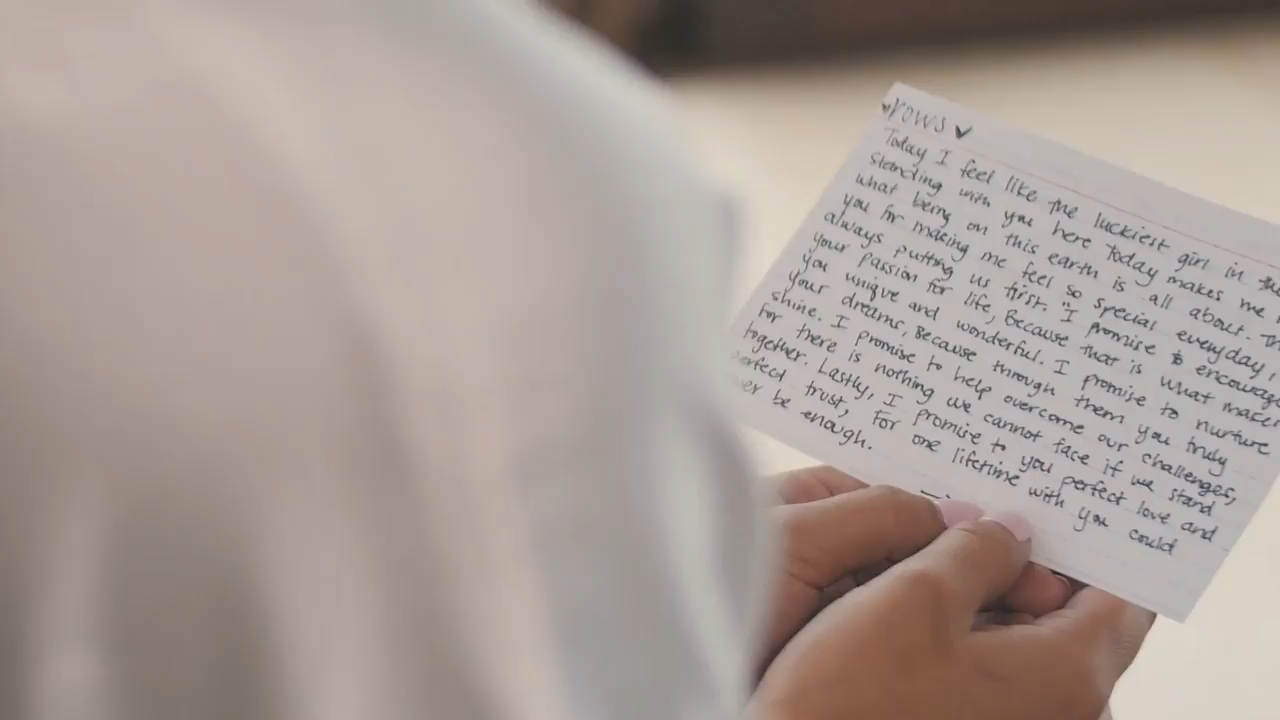 ♥ VOWS ♥
Today I feel like the luckiest girl in the
standing with you here today makes me
what being on this earth is all about.
you for making me feel so special everyday,
always putting us first. "I promise to encourage
your passion for life, Because that is what makes
you unique and wonderful. I promise to nurture
your dreams, Because through them you truly
shine. I promise to help overcome our challenges,
for there is nothing we cannot face if we stand
together. Lastly, I promise to you perfect love and
perfect trust, for one lifetime with you could
be enough.